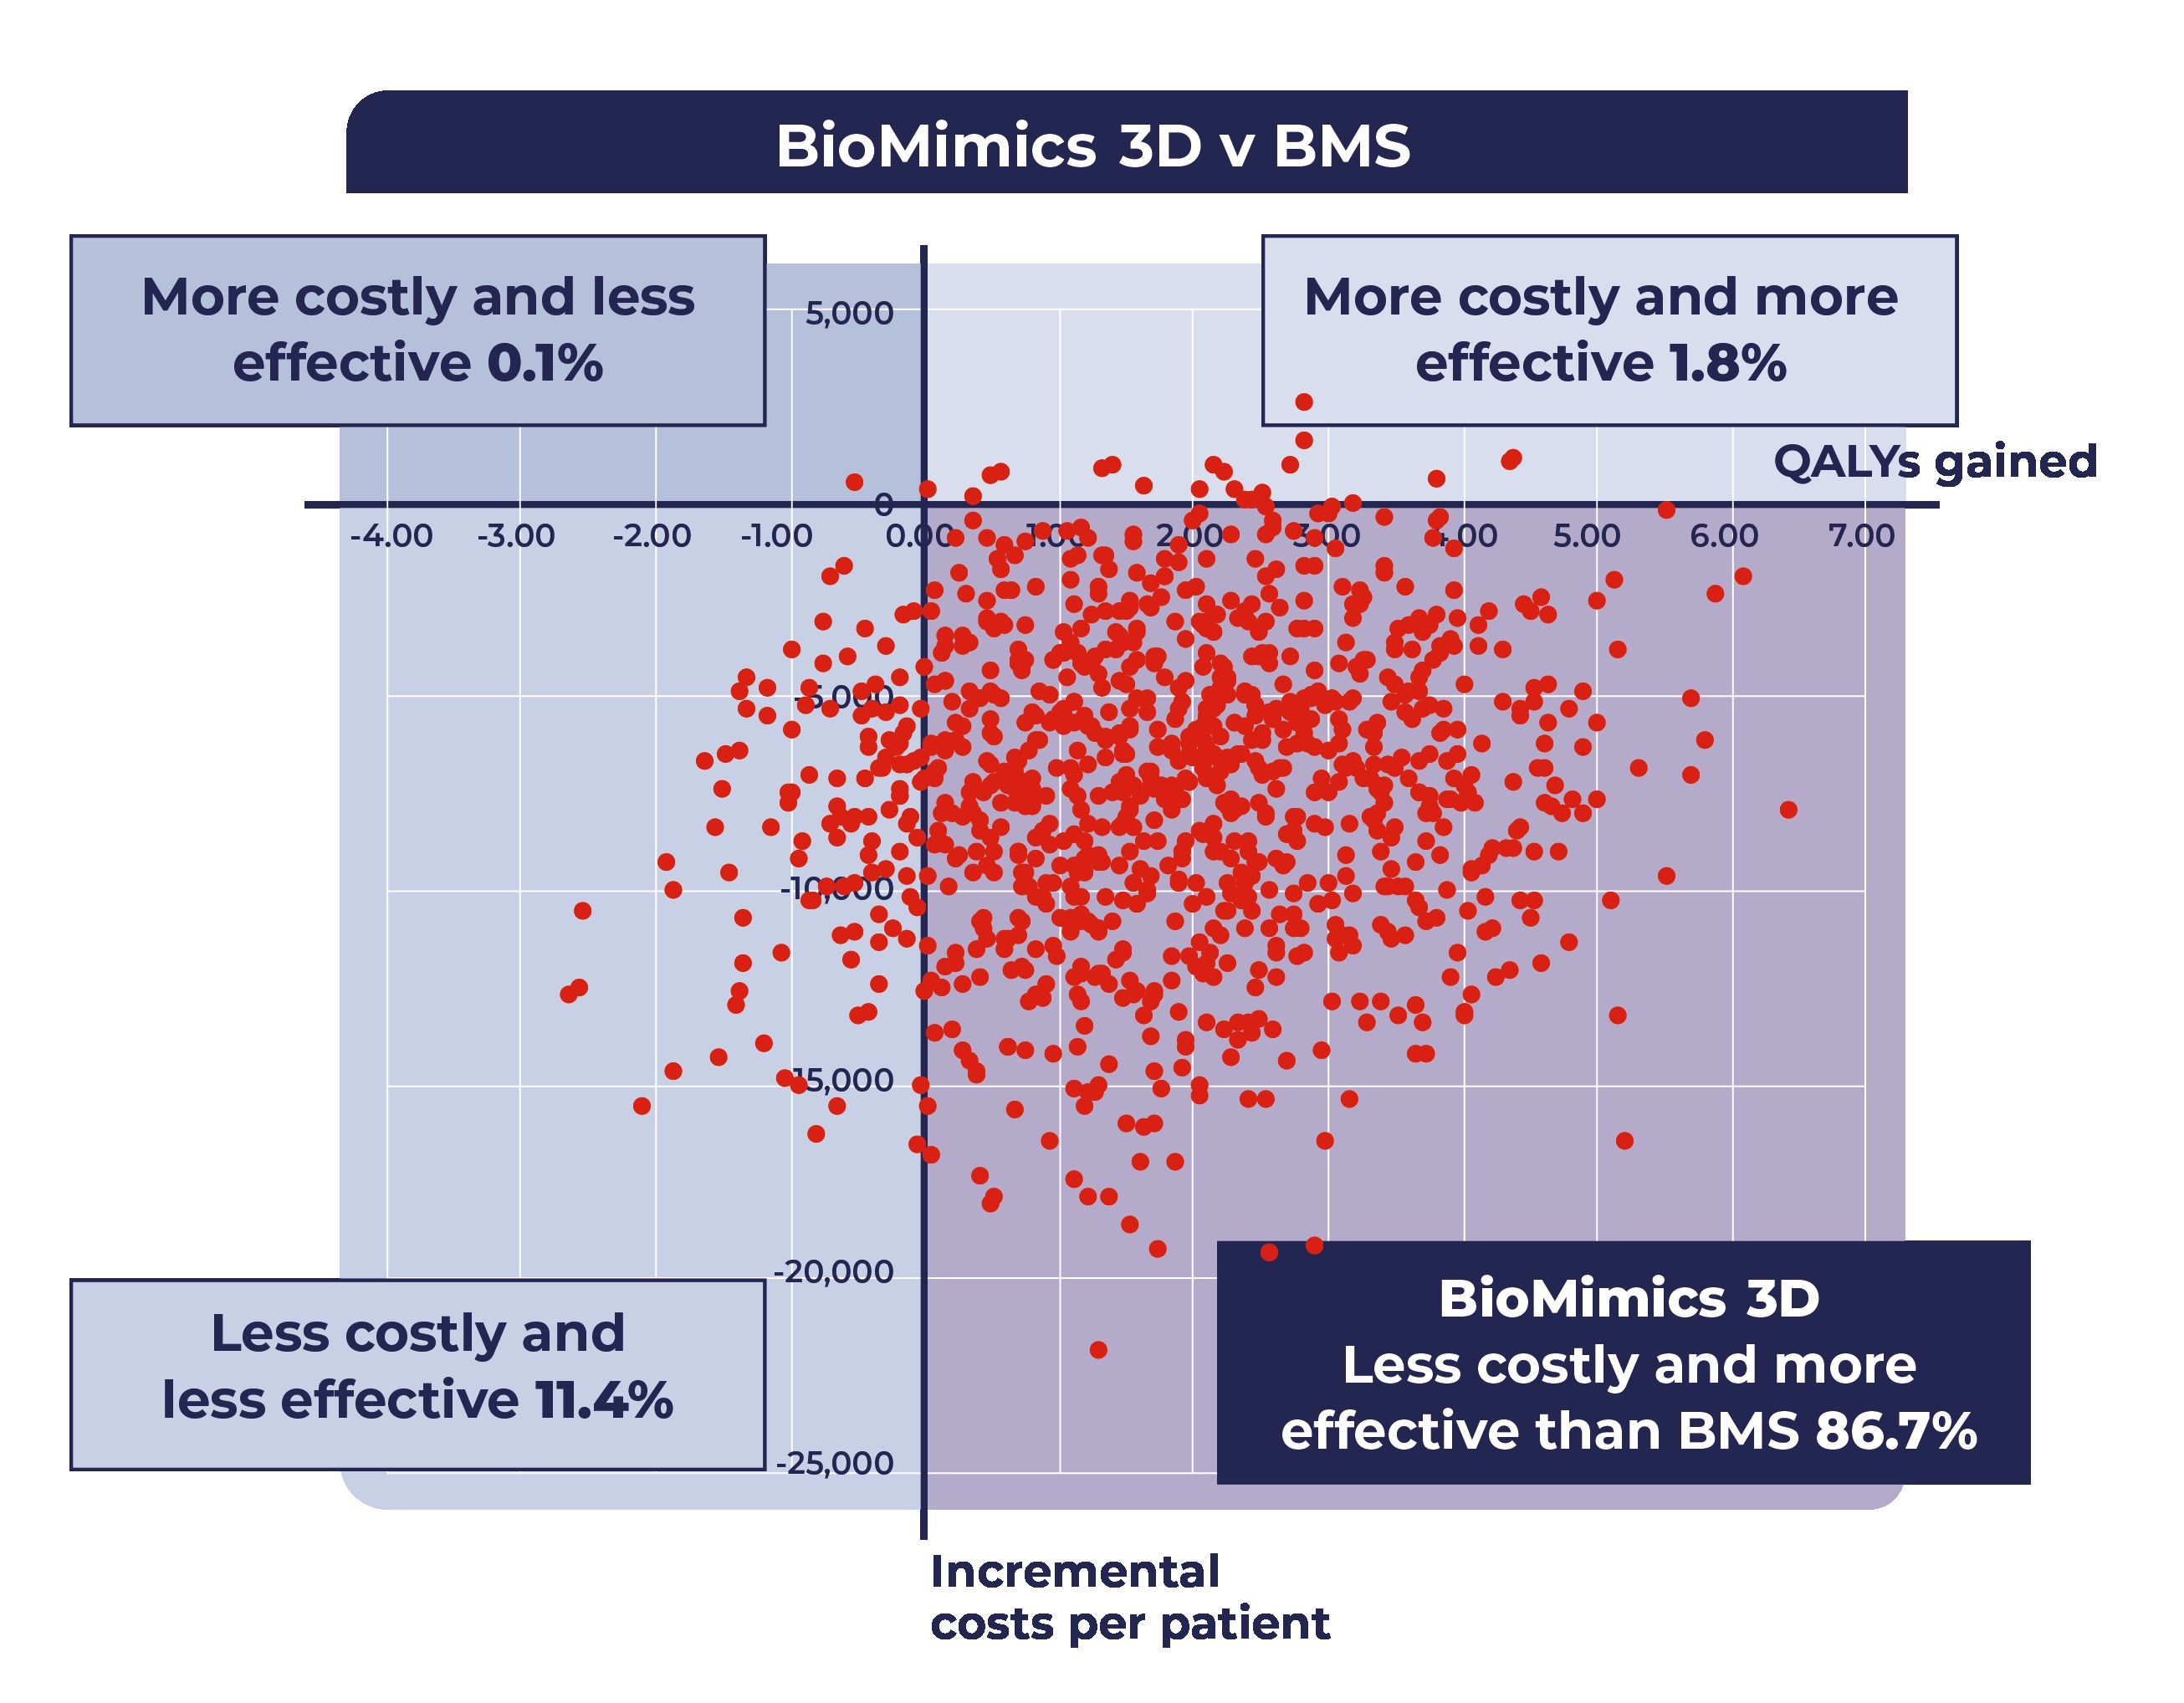 BioMimics 3D v BMS
More costly and less
effective 0.1%
More costly and more
effective 1.8%
5,000
QALYs gained
0
-4.00 -3.00 -2.00 -1.00 0.00 1.00 2.00 3.00 4.00 5.00 6.00 7.00
-5,000
-10,000
-15,000
-20,000
-25,000
Less costly and
less effective 11.4%
BioMimics 3D
Less costly and more
effective than BMS 86.7%
Incremental
costs per patient